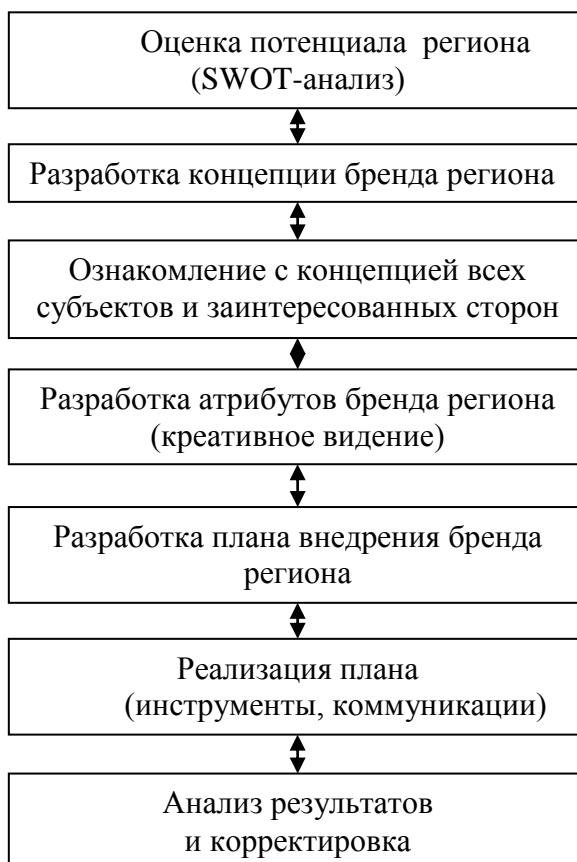 Оценка потенциала региона
(SWOT-анализ)
Разработка концепции бренда региона
Ознакомление с концепцией всех
субъектов и заинтересованных сторон
Разработка атрибутов бренда региона
(креативное видение)
Разработка плана внедрения бренда
региона
Реализация плана
(инструменты, коммуникации)
Анализ результатов
и корректировка